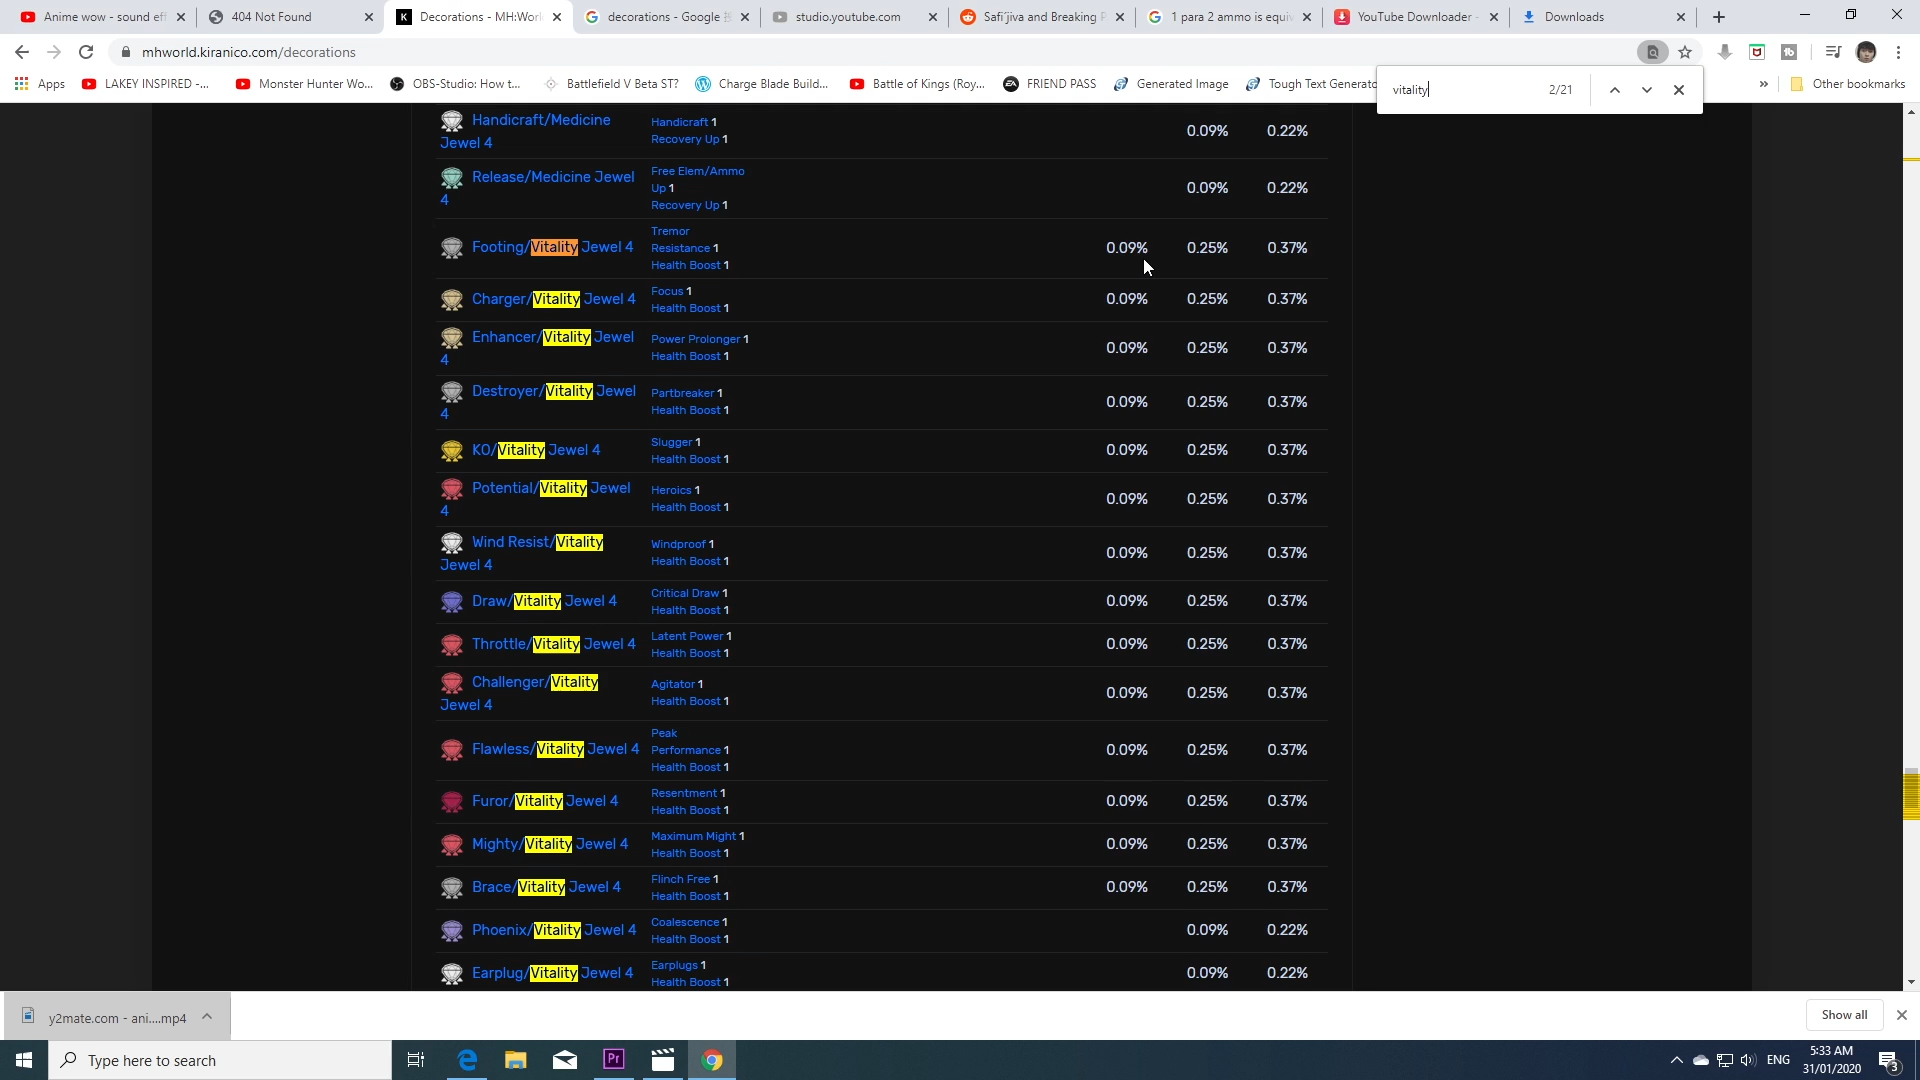 Anime wow - sound ef
404 Not Found
Decorations - MH:Worl
decorations - Google
studio.youtube.com
Safi'jiva and Breaking P
1 para 2 ammo is equiv
YouTube Downloader -
Downloads
mhworld.kiranico.com/decorations
Apps
LAKEY INSPIRED -...
Monster Hunter Wo...
OBS-Studio: How t...
Battlefield V Beta ST?
Charge Blade Build...
Battle of Kings (Roy...
FRIEND PASS
Generated Image
Tough Text Generato
»
Other bookmarks
vitality
2/21
Handicraft/Medicine
Jewel 4
Handicraft 1
Recovery Up 1
0.09% 0.22%
Release/Medicine Jewel
4
Free Elem/Ammo
Up 1
Recovery Up 1
0.09% 0.22%
Footing/Vitality Jewel 4
Tremor
Resistance 1
Health Boost 1
0.09% 0.25% 0.37%
Charger/Vitality Jewel 4
Focus 1
Health Boost 1
0.09% 0.25% 0.37%
Enhancer/Vitality Jewel
4
Power Prolonger 1
Health Boost 1
0.09% 0.25% 0.37%
Destroyer/Vitality Jewel
4
Partbreaker 1
Health Boost 1
0.09% 0.25% 0.37%
KO/Vitality Jewel 4
Slugger 1
Health Boost 1
0.09% 0.25% 0.37%
Potential/Vitality Jewel
4
Heroics 1
Health Boost 1
0.09% 0.25% 0.37%
Wind Resist/Vitality
Jewel 4
Windproof 1
Health Boost 1
0.09% 0.25% 0.37%
Draw/Vitality Jewel 4
Critical Draw 1
Health Boost 1
0.09% 0.25% 0.37%
Throttle/Vitality Jewel 4
Latent Power 1
Health Boost 1
0.09% 0.25% 0.37%
Challenger/Vitality
Jewel 4
Agitator 1
Health Boost 1
0.09% 0.25% 0.37%
Flawless/Vitality Jewel 4
Peak
Performance 1
Health Boost 1
0.09% 0.25% 0.37%
Furor/Vitality Jewel 4
Resentment 1
Health Boost 1
0.09% 0.25% 0.37%
Mighty/Vitality Jewel 4
Maximum Might 1
Health Boost 1
0.09% 0.25% 0.37%
Brace/Vitality Jewel 4
Flinch Free 1
Health Boost 1
0.09% 0.25% 0.37%
Phoenix/Vitality Jewel 4
Coalescence 1
Health Boost 1
0.09% 0.22%
Earplug/Vitality Jewel 4
Earplugs 1
Health Boost 1
0.09% 0.22%
y2mate.com - ani....mp4
Show all
Type here to search
Pr
ENG
5:33 AM
31/01/2020
3